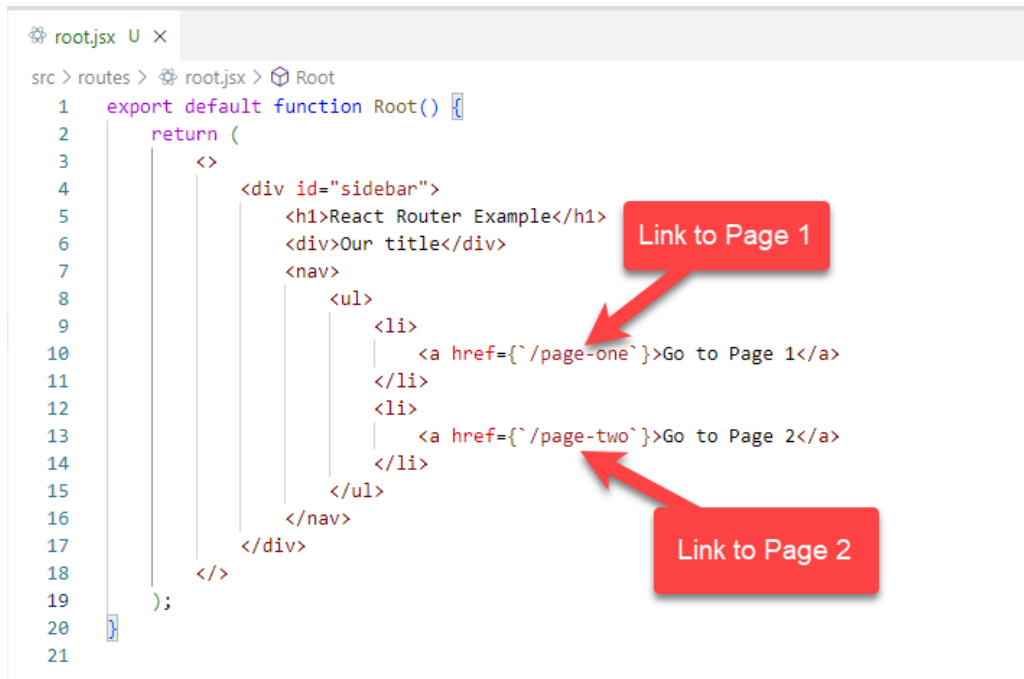 root.jsx U ×
src > routes > root.jsx > Root
1 export default function Root() {
2     return (
3         <>
4             <div id="sidebar">
5                 <h1>React Router Example</h1>
6                 <div>Our title</div>
7                 <nav>
8                     <ul>
9                         <li>
10                             <a href={`/page-one`}>Go to Page 1</a>
11                         </li>
12                         <li>
13                             <a href={`/page-two`}>Go to Page 2</a>
14                         </li>
15                     </ul>
16                 </nav>
17             </div>
18         </>
19     );
20 }
21
Link to Page 1
Link to Page 2